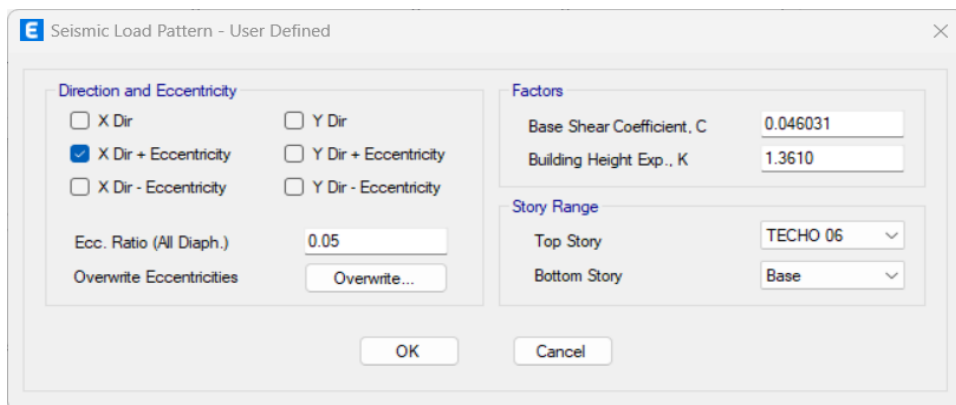 E Seismic Load Pattern - User Defined
Direction and Eccentricity
X Dir
Y Dir
X Dir + Eccentricity
Y Dir + Eccentricity
X Dir - Eccentricity
Y Dir - Eccentricity
Ecc. Ratio (All Diaph.) 0.05
Overwrite Eccentricities Overwrite...
Factors
Base Shear Coefficient, C 0.046031
Building Height Exp., K 1.3610
Story Range
Top Story TECHO 06
Bottom Story Base
OK
Cancel